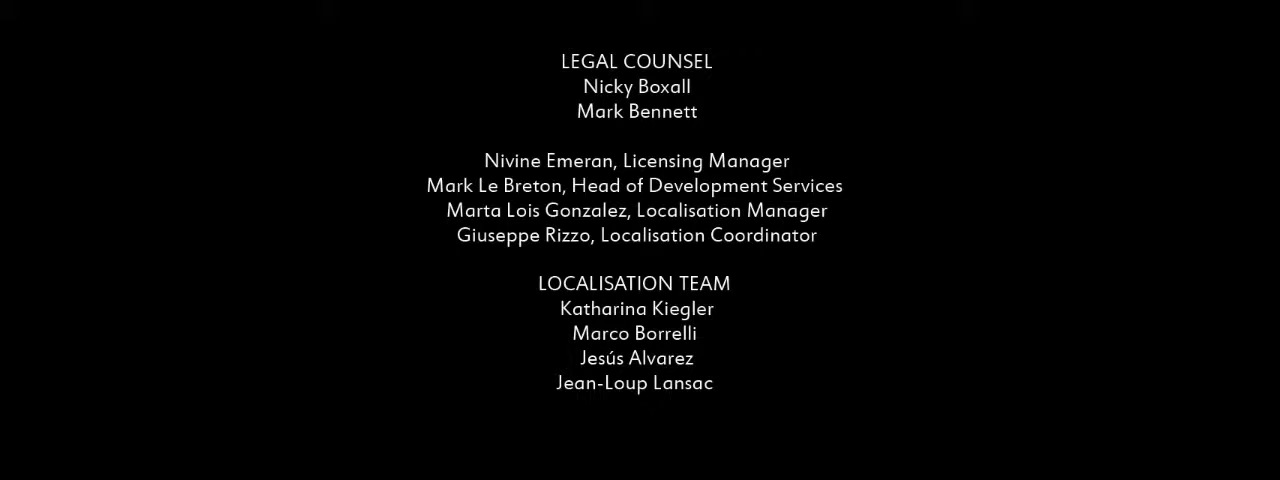 LEGAL COUNSEL
Nicky Boxall
Mark Bennett
Nivine Emeran, Licensing Manager
Mark Le Breton, Head of Development Services
Marta Lois Gonzalez, Localisation Manager
Giuseppe Rizzo, Localisation Coordinator
LOCALISATION TEAM
Katharina Kiegler
Marco Borrelli
Jesús Alvarez
Jean-Loup Lansac